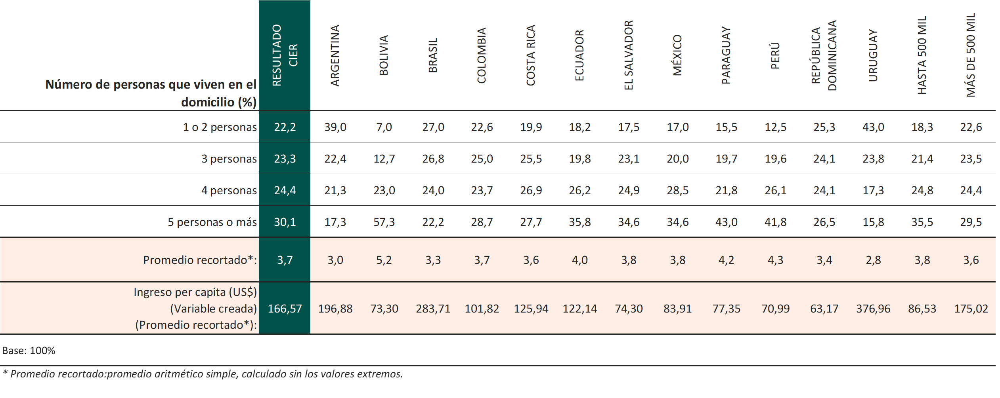 Número de personas que viven en el
domicilio (%)
RESULTADO
CIER
ARGENTINA
BOLIVIA
BRASIL
COLOMBIA
COSTA RICA
ECUADOR
EL SALVADOR
MÉXICO
PARAGUAY
PERÚ
REPÚBLICA
DOMINICANA
URUGUAY
HASTA 500 MIL
MÁS DE 500 MIL
1 o 2 personas 22,2 39,0 7,0 27,0 22,6 19,9 18,2 17,5 17,0 15,5 12,5 25,3 43,0 18,3 22,6
3 personas 23,3 22,4 12,7 26,8 25,0 25,5 19,8 23,1 20,0 19,7 19,6 24,1 23,8 21,4 23,5
4 personas 24,4 21,3 23,0 24,0 23,7 26,9 26,2 24,9 28,5 21,8 26,1 24,1 17,3 24,8 24,4
5 personas o más 30,1 17,3 57,3 22,2 28,7 27,7 35,8 34,6 34,6 43,0 41,8 26,5 15,8 35,5 29,5
Promedio recortado*: 3,7 3,0 5,2 3,3 3,7 3,6 4,0 3,8 3,8 4,2 4,3 3,4 2,8 3,8 3,6
Ingreso per capita (US$)
(Variable creada) 166,57 196,88 73,30 283,71 101,82 125,94 122,14 74,30 83,91 77,35 70,99 63,17 376,96 86,53 175,02
(Promedio recortado*):
Base: 100%
* Promedio recortado:promedio aritmético simple, calculado sin los valores extremos.